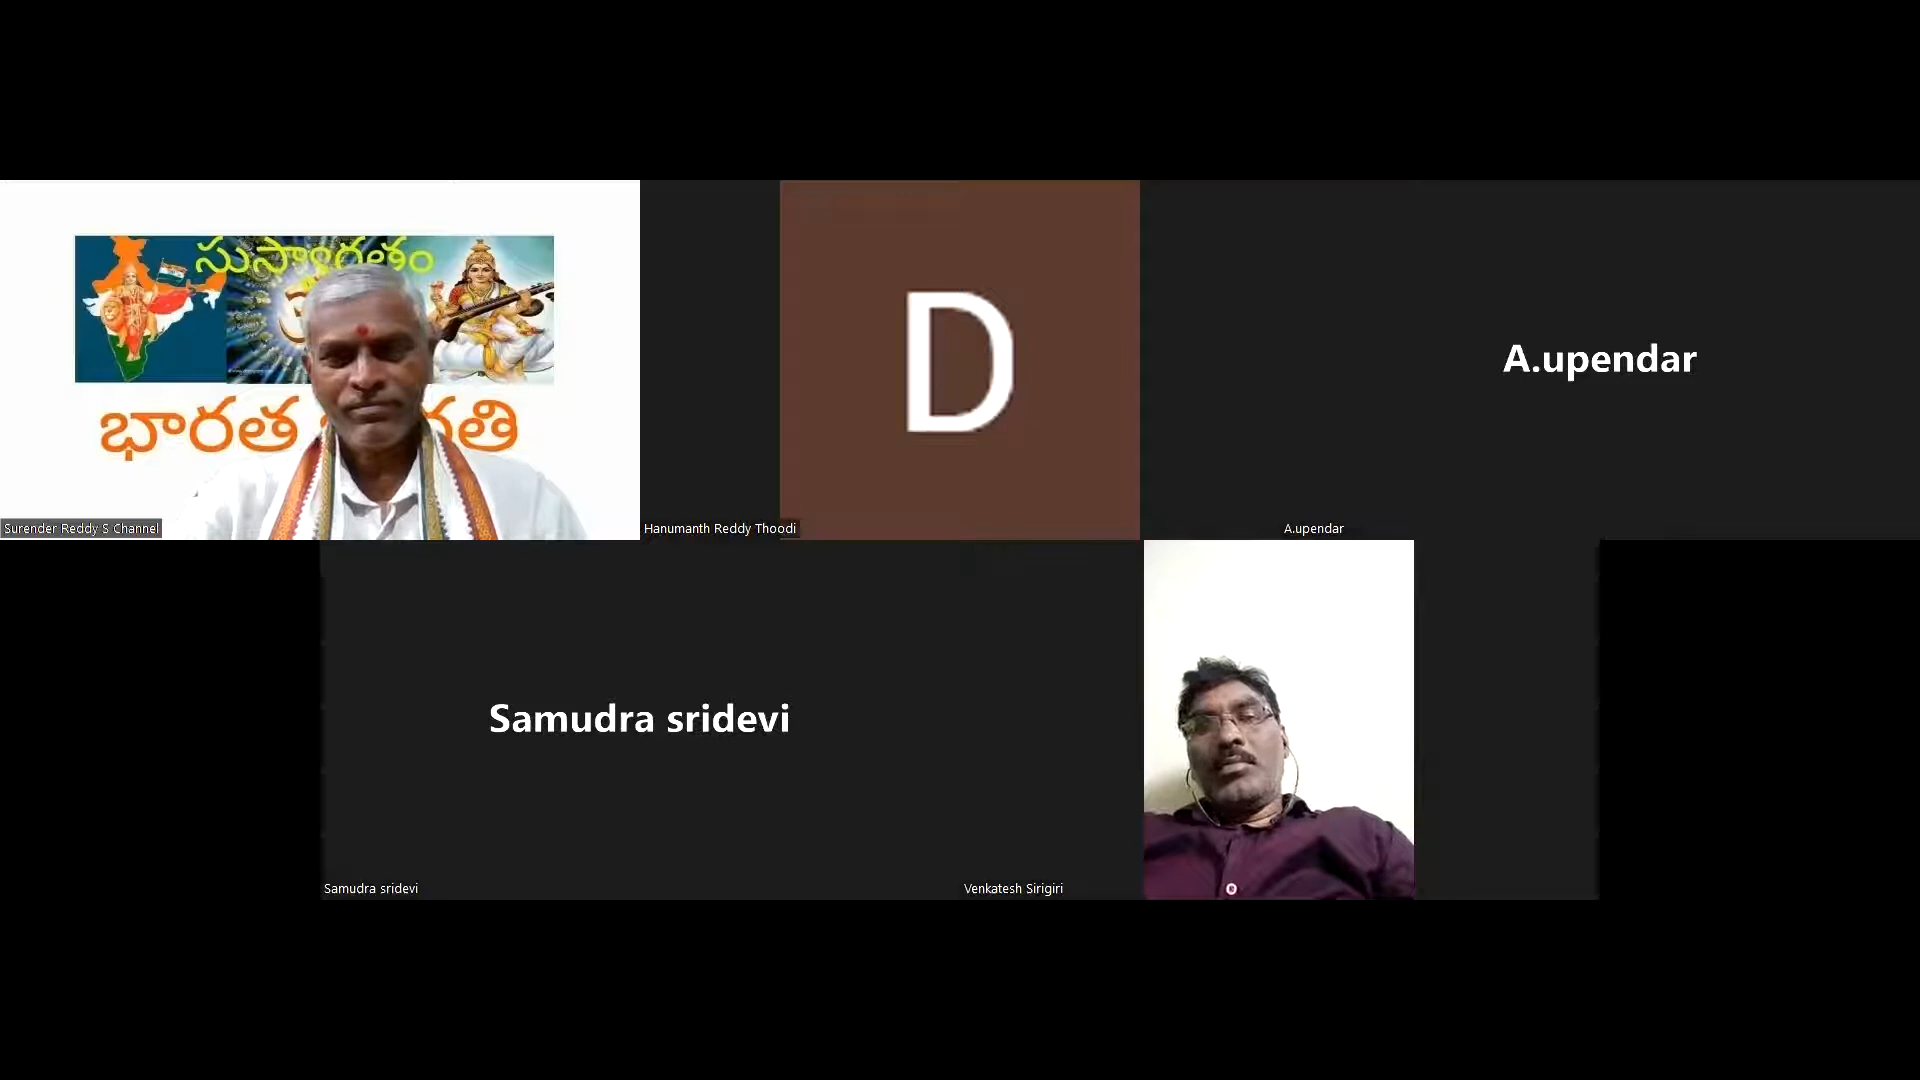 సుస్వాగతం
భారత
Surender Reddy S Channel
D
Hanumanth Reddy Thoodi
A.upendar
A.upendar
Samudra sridevi
Samudra sridevi
Venkatesh Sirigiri